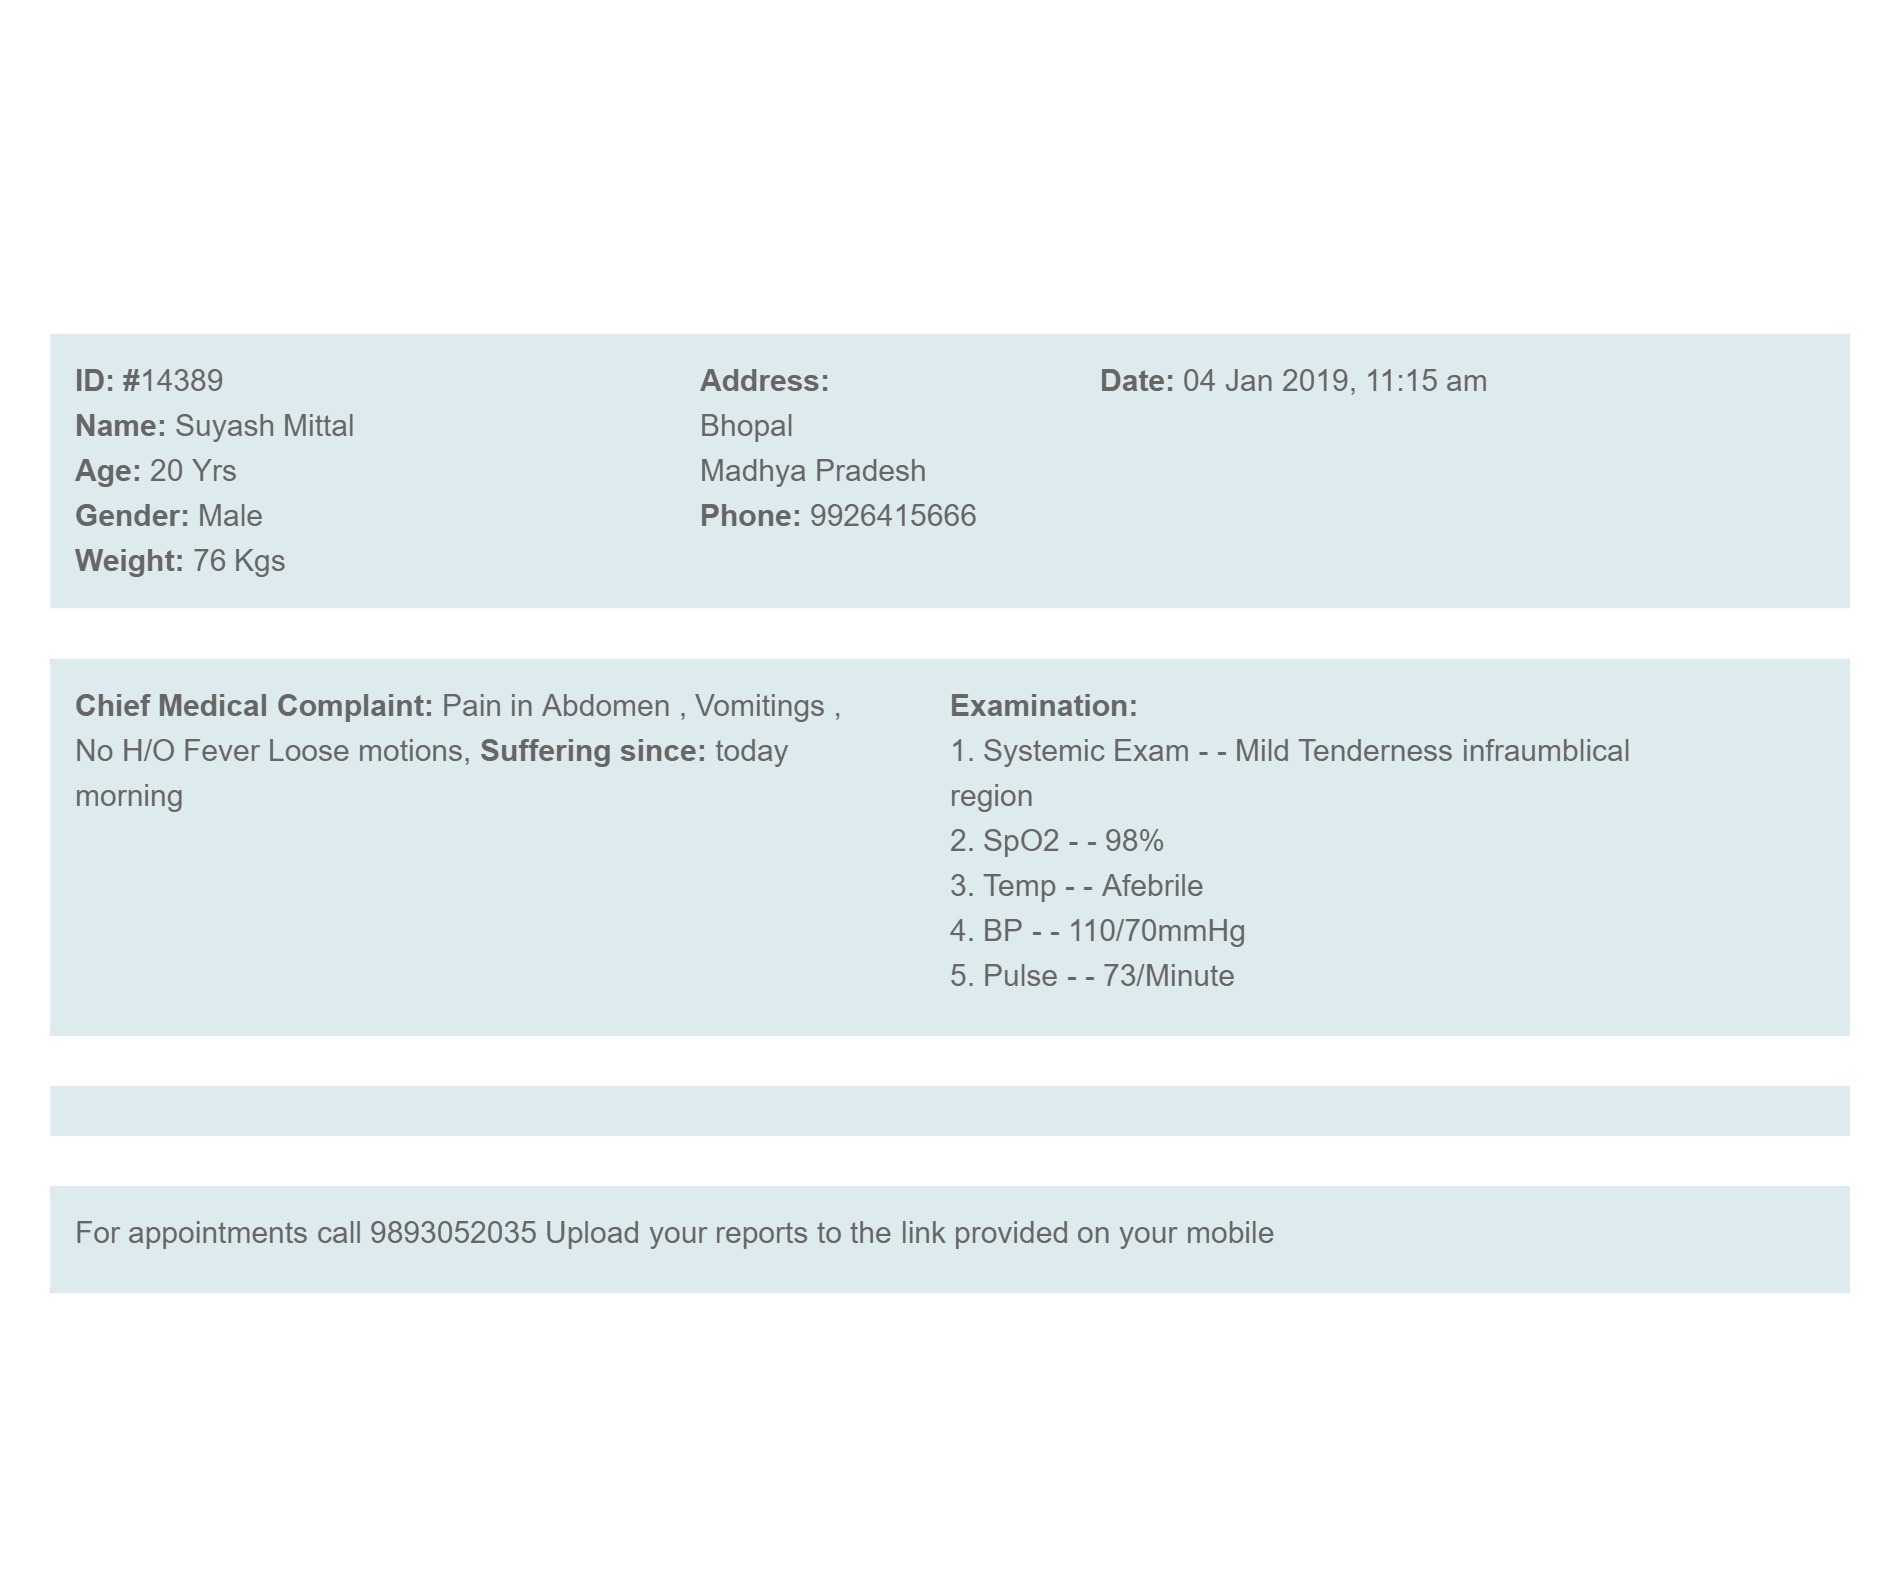 ID: #14389
Name: Suyash Mittal
Age: 20 Yrs
Gender: Male
Weight: 76 Kgs
Address:
Bhopal
Madhya Pradesh
Phone: 9926415666
Date: 04 Jan 2019, 11:15 am
Chief Medical Complaint: Pain in Abdomen , Vomitings ,
No H/O Fever Loose motions, Suffering since: today
morning
Examination:
1. Systemic Exam - - Mild Tenderness infraumblical
region
2. SpO2 - - 98%
3. Temp - - Afebrile
4. BP - - 110/70mmHg
5. Pulse - - 73/Minute
For appointments call 9893052035 Upload your reports to the link provided on your mobile